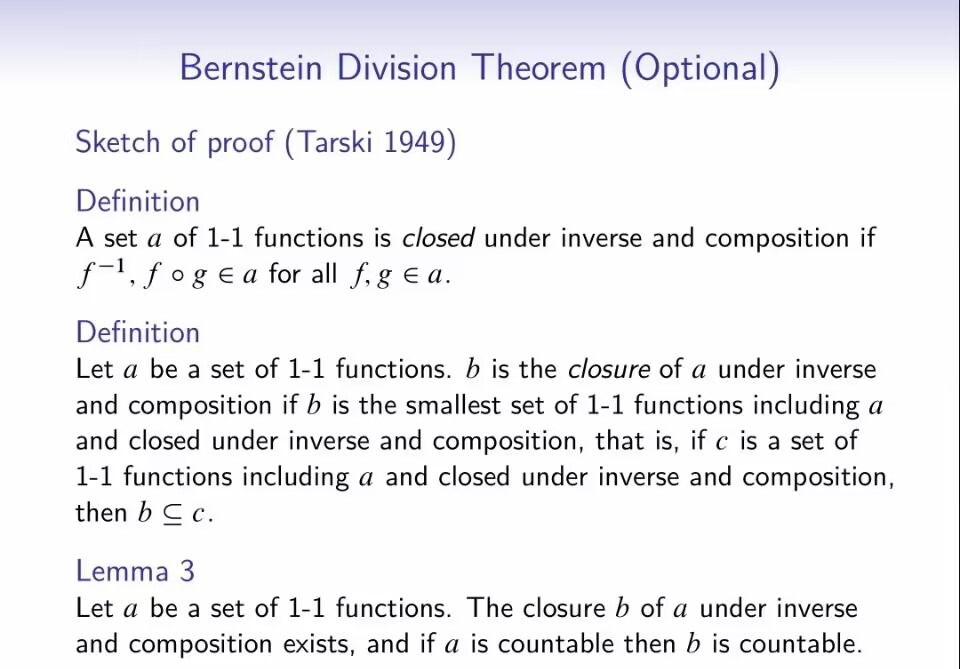 Bernstein Division Theorem (Optional)
Sketch of proof (Tarski 1949)
Definition
A set a of 1-1 functions is closed under inverse and composition if
f⁻¹, f ∘ g ∈ a for all f, g ∈ a.
Definition
Let a be a set of 1-1 functions. b is the closure of a under inverse
and composition if b is the smallest set of 1-1 functions including a
and closed under inverse and composition, that is, if c is a set of
1-1 functions including a and closed under inverse and composition,
then b ⊆ c.
Lemma 3
Let a be a set of 1-1 functions. The closure b of a under inverse
and composition exists, and if a is countable then b is countable.